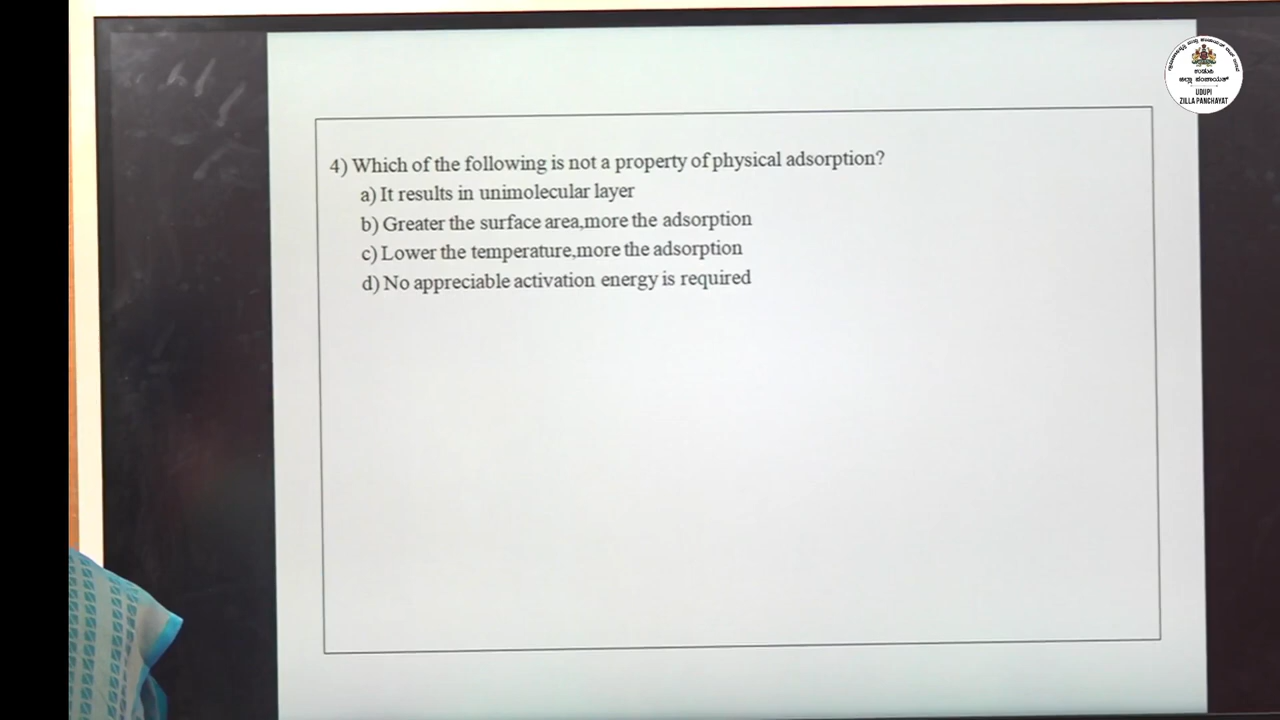 4) Which of the following is not a property of physical adsorption?
a) It results in unimolecular layer
b) Greater the surface area,more the adsorption
c) Lower the temperature,more the adsorption
d) No appreciable activation energy is required
ಉಡುಪಿ
ಜಿಲ್ಲಾ ಪಂಚಾಯತ್
UDUPI
ZILLA PANCHAYAT